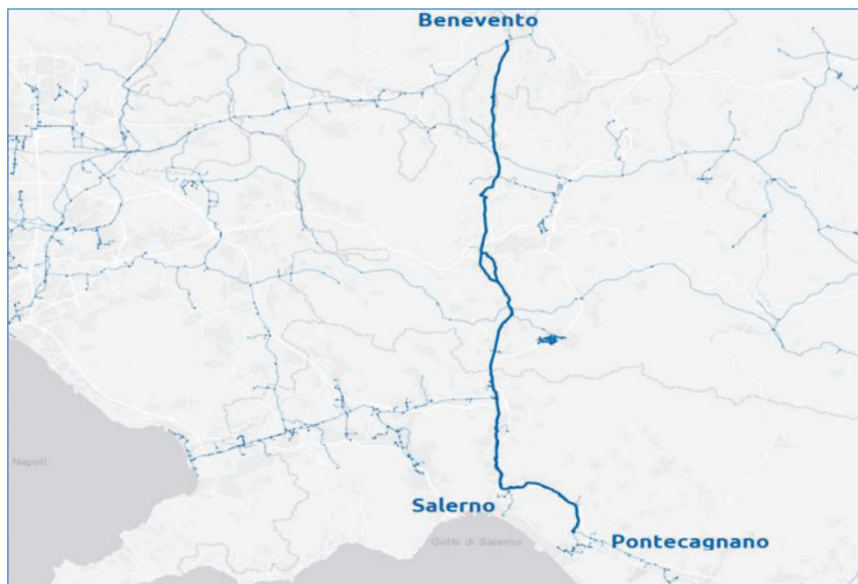 Benevento
Napoli
Salerno
Golfo di Salerno
Pontecagnano